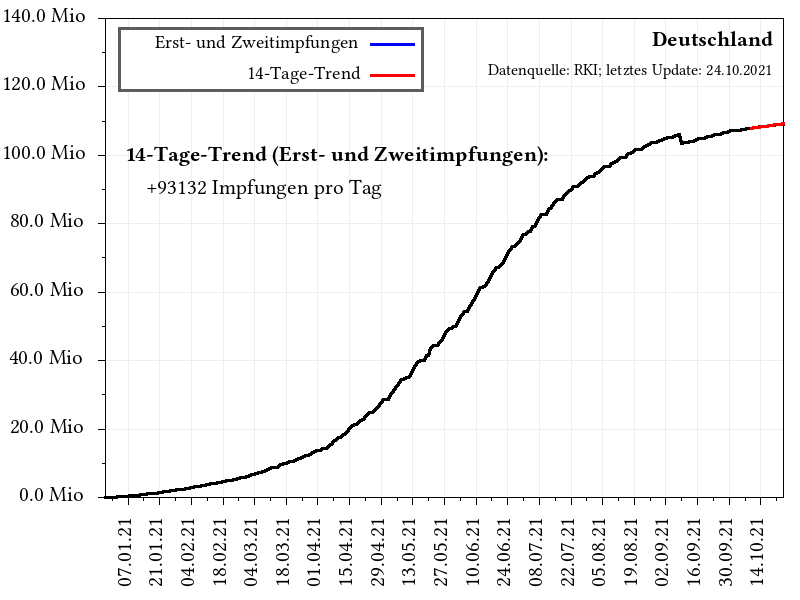 140.0 Mio
120.0 Mio
100.0 Mio
80.0 Mio
60.0 Mio
40.0 Mio
20.0 Mio
0.0 Mio
Erst- und Zweitimpfungen
14-Tage-Trend
Deutschland
Datenquelle: RKI; letztes Update: 24.10.2021
14-Tage-Trend (Erst- und Zweitimpfungen):
+93132 Impfungen pro Tag
07.01.21
21.01.21
04.02.21
18.02.21
04.03.21
18.03.21
01.04.21
15.04.21
29.04.21
13.05.21
27.05.21
10.06.21
24.06.21
08.07.21
22.07.21
05.08.21
19.08.21
02.09.21
16.09.21
30.09.21
14.10.21